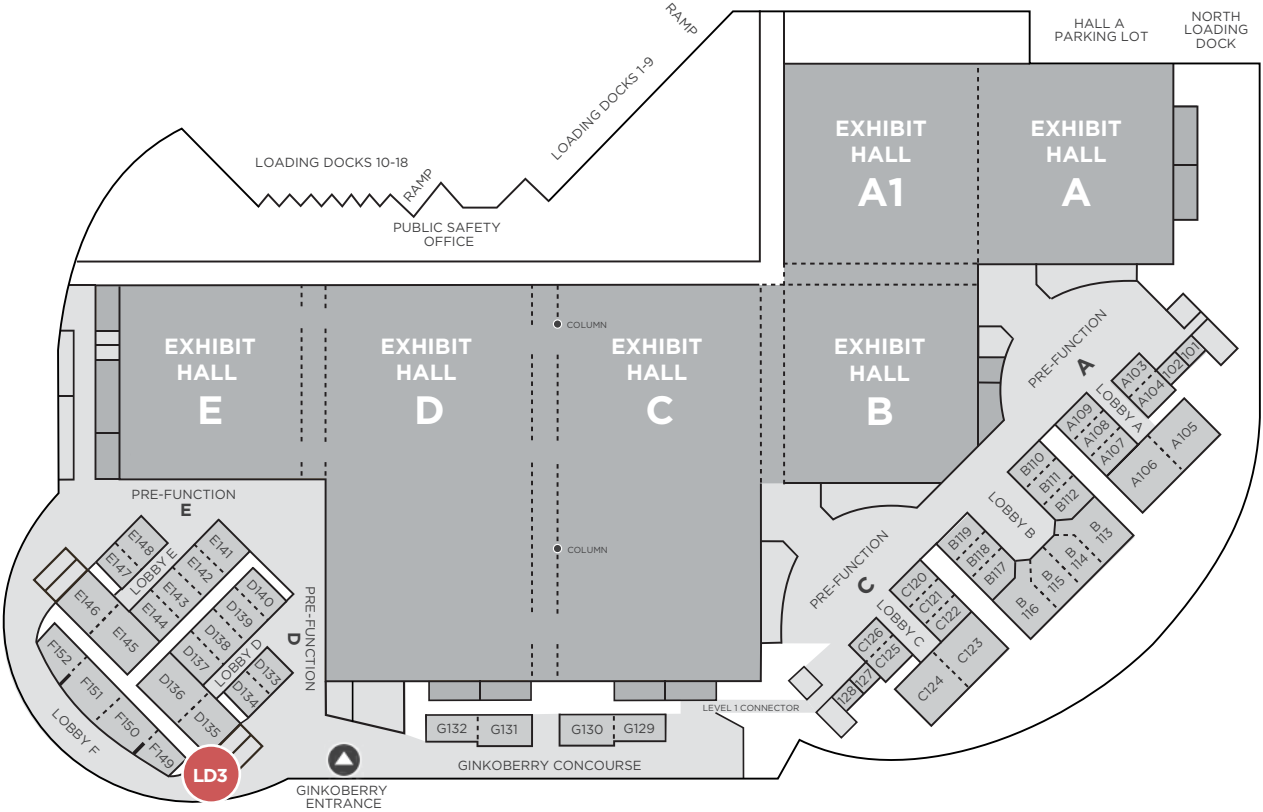 RAMP
HALL A
PARKING LOT
NORTH
LOADING
DOCK
LOADING DOCKS 1-9
LOADING DOCKS 10-18
RAMP
PUBLIC SAFETY
OFFICE
EXHIBIT
HALL
A1
EXHIBIT
HALL
A
EXHIBIT
HALL
E
EXHIBIT
HALL
D
COLUMN
EXHIBIT
HALL
C
EXHIBIT
HALL
B
COLUMN
PRE-FUNCTION
A
101
102
A103
A104
LOBBY A
A105
A106
A107
A108
A109
B110
B111
B112
LOBBY B
B
113
B
114
B
115
B
116
B117
B118
B119
PRE-FUNCTION
C
C120
C121
C122
LOBBY C
C123
C124
C125
C126
127
128
LEVEL 1 CONNECTOR
PRE-FUNCTION
E
E148
E147
LOBBY E
E141
E142
E143
E144
E146
E145
PRE-FUNCTION
D
D140
D139
D138
D137
LOBBY D
D133
D134
D136
D135
F152
F151
F150
F149
LOBBY F
LD3
G132
G131
G130
G129
GINKOBERRY CONCOURSE
GINKOBERRY
ENTRANCE